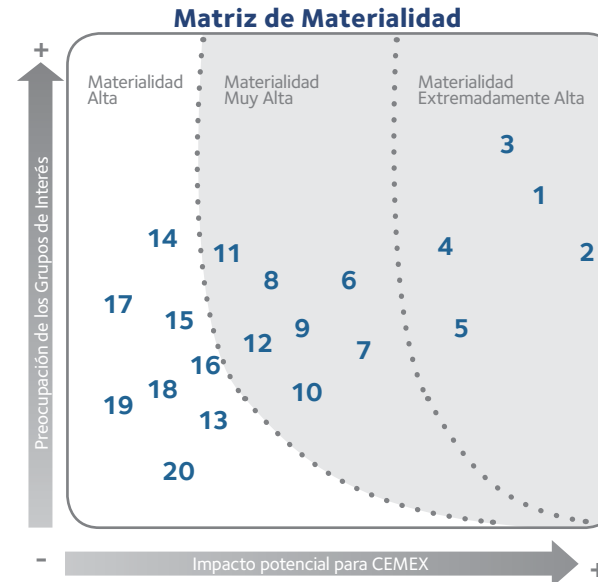 Matriz de Materialidad
+
Materialidad
Alta
Materialidad
Muy Alta
Materialidad
Extremadamente Alta
3
1
14
11
4
2
8
6
17
15
9
5
12
7
16
18
10
19
13
20
Preocupación de los Grupos de Interés
-
Impacto potencial para CEMEX
+